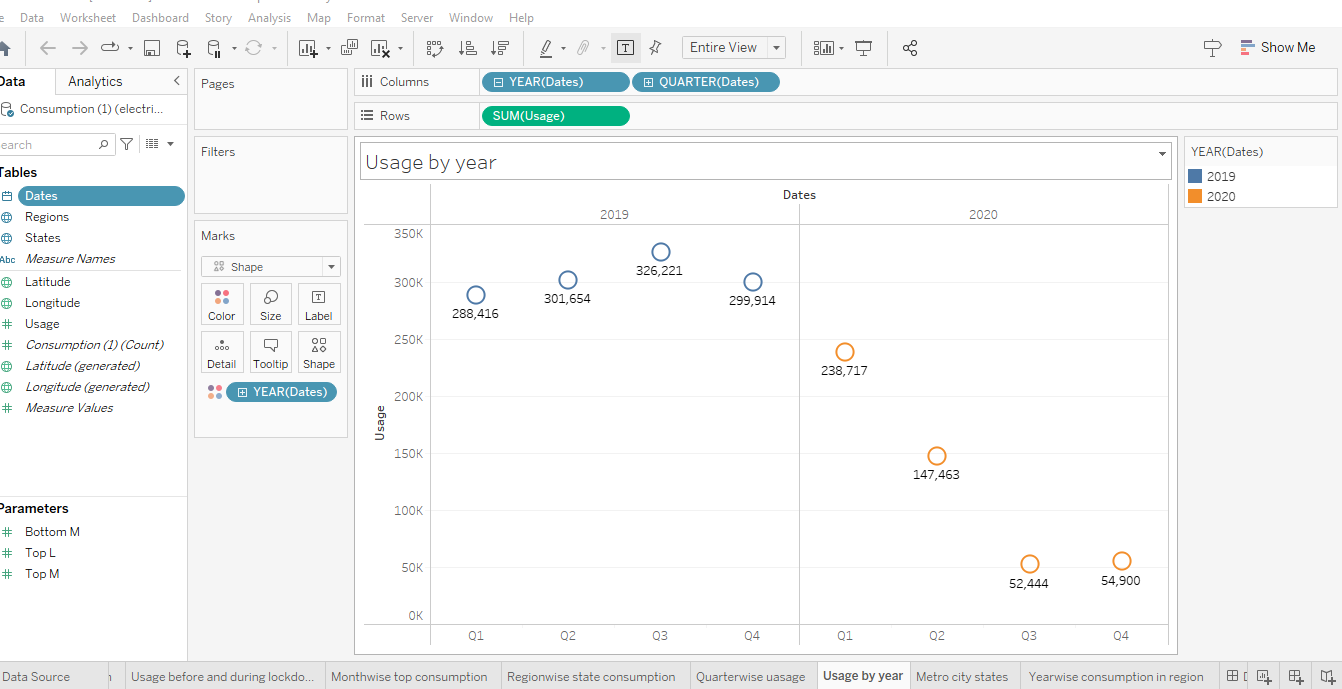 Data Worksheet Dashboard Story Analysis Map Format Server Window Help
Entire View
Show Me
Data Analytics
Consumption (1) (electri...
Search
Tables
Dates
Regions
States
Abc Measure Names
Latitude
Longitude
Usage
Consumption (1) (Count)
Latitude (generated)
Longitude (generated)
Measure Values
Parameters
Bottom M
Top L
Top M
Pages
Filters
Marks
Shape
Color Size Label
Detail Tooltip Shape
YEAR(Dates)
Columns YEAR(Dates) QUARTER(Dates)
Rows SUM(Usage)
Usage by year
Dates
2019 2020
Usage
350K
300K
250K
200K
150K
100K
50K
0K
288,416
301,654
326,221
299,914
238,717
147,463
52,444
54,900
Q1 Q2 Q3 Q4 Q1 Q2 Q3 Q4
YEAR(Dates)
2019
2020
Data Source Usage before and during lockdo... Monthwise top consumption Regionwise state consumption Quarterwise uasage Usage by year Metro city states Yearwise consumption in region